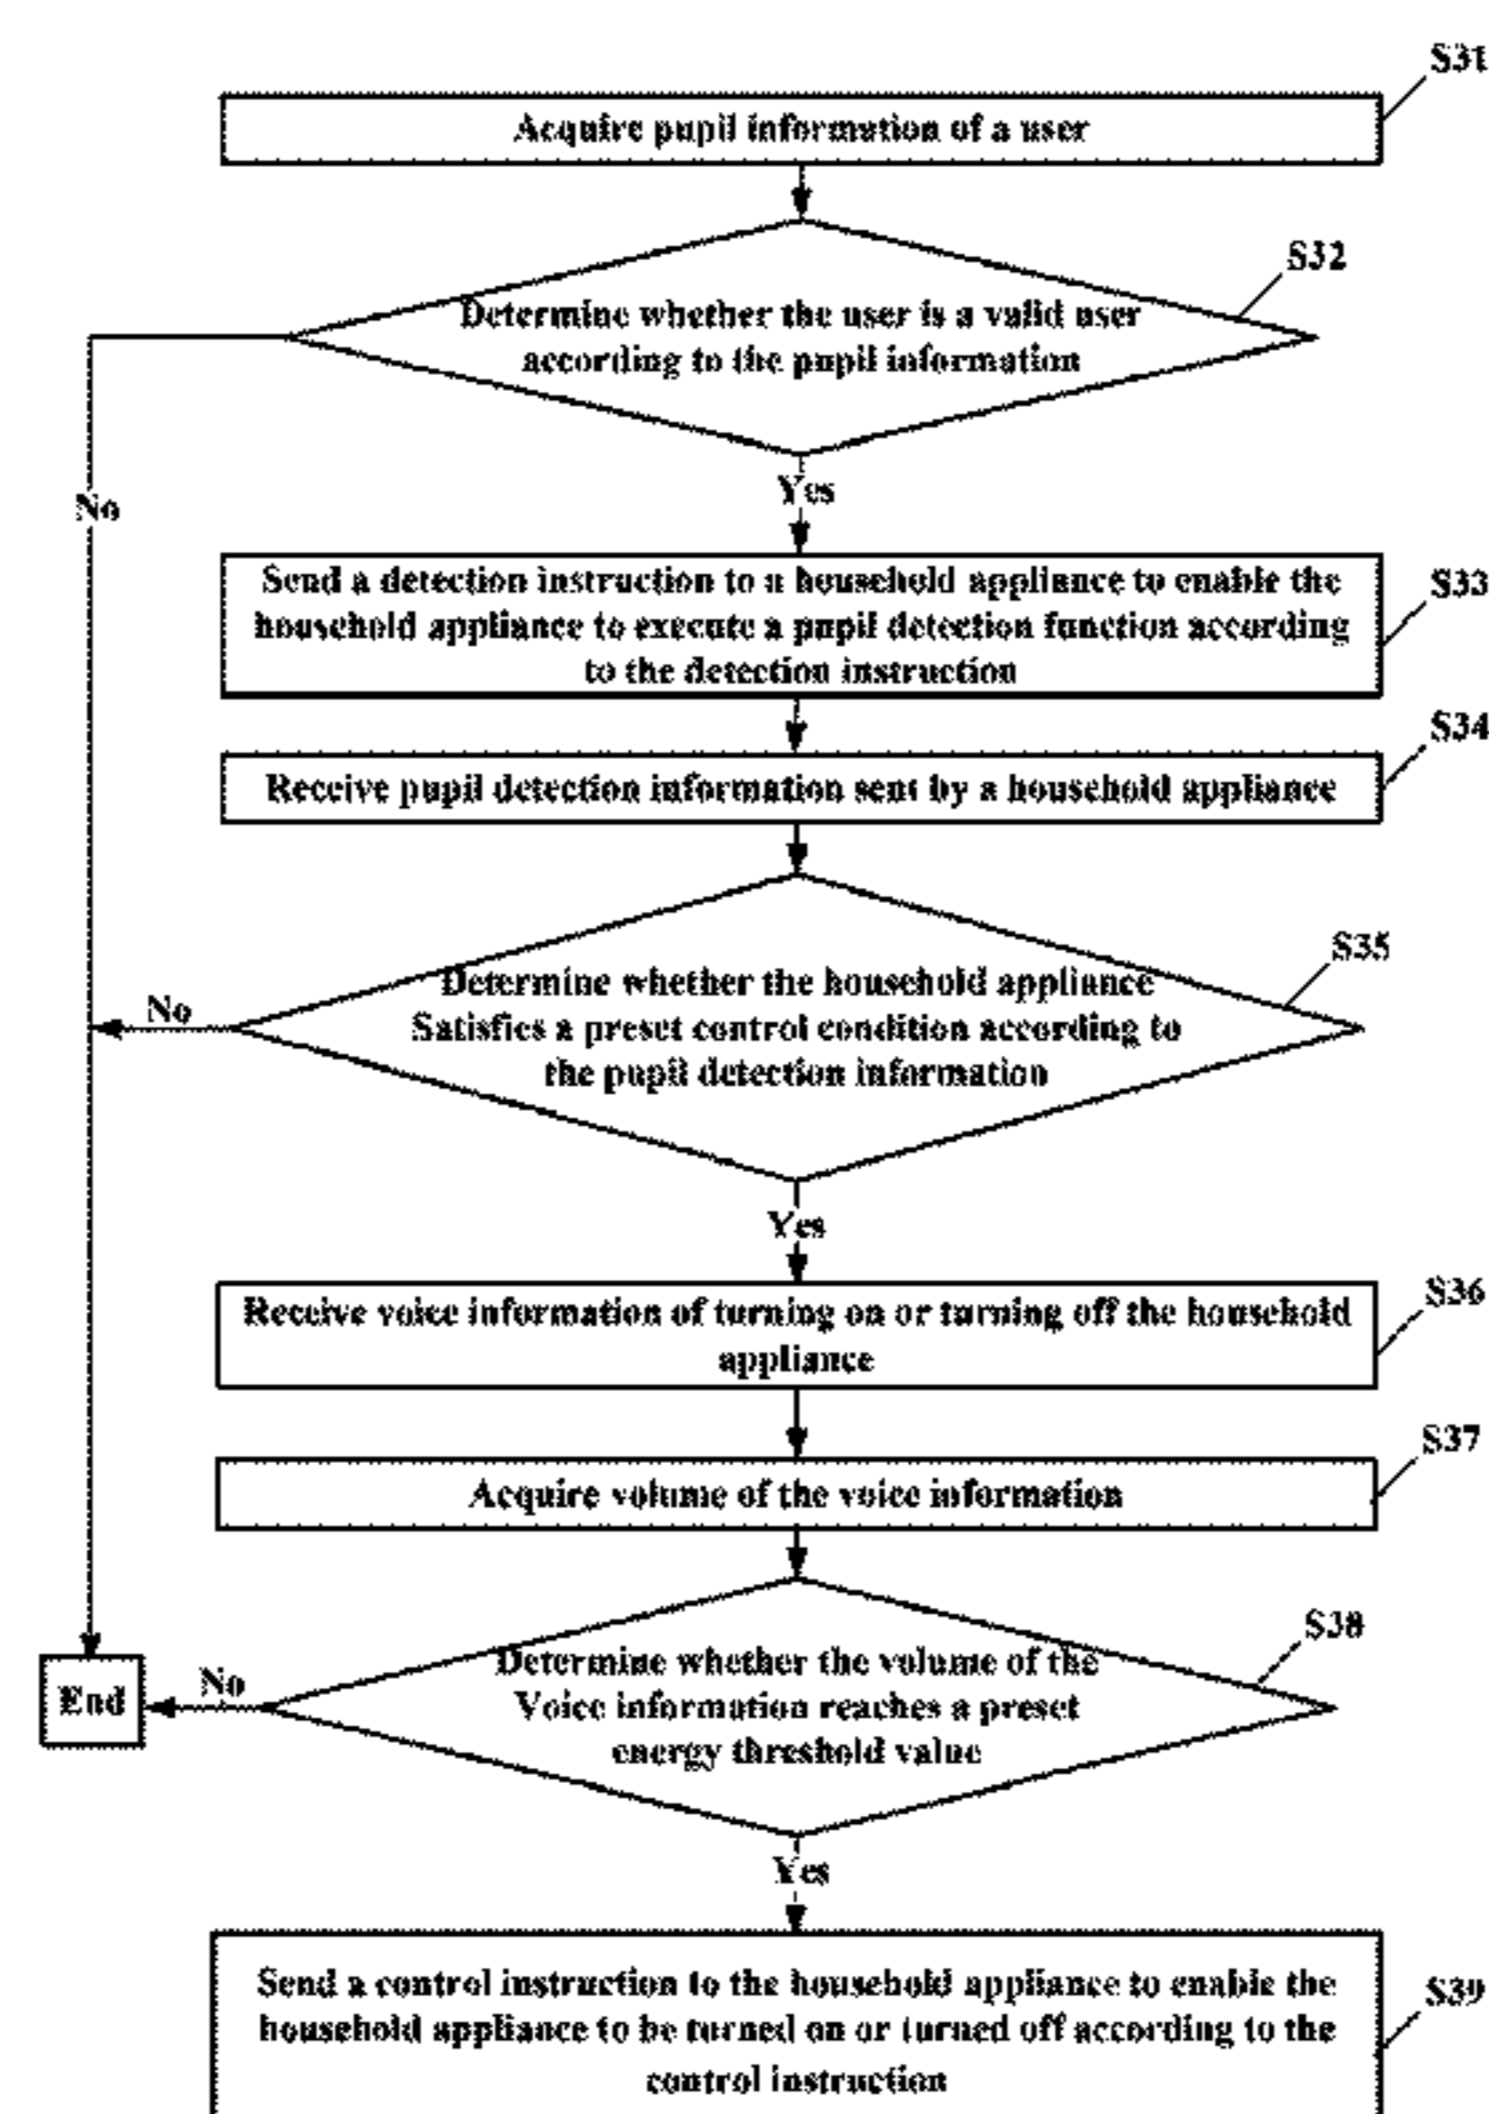 S31
Acquire pupil information of a user
S32
Determine whether the user is a valid user
according to the pupil information
No
Yes
S33
Send a detection instruction to a household appliance to enable the
household appliance to execute a pupil detection function according
to the detection instruction
S34
Receive pupil detection information sent by a household appliance
S35
Determine whether the household appliance
Satisfies a preset control condition according to
the pupil detection information
No
Yes
S36
Receive voice information of turning on or turning off the household
appliance
S37
Acquire volume of the voice information
S38
Determine whether the volume of the
Voice information reaches a preset
energy threshold value
No
End
Yes
S39
Send a control instruction to the household appliance to enable the
household appliance to be turned on or turned off according to the
control instruction